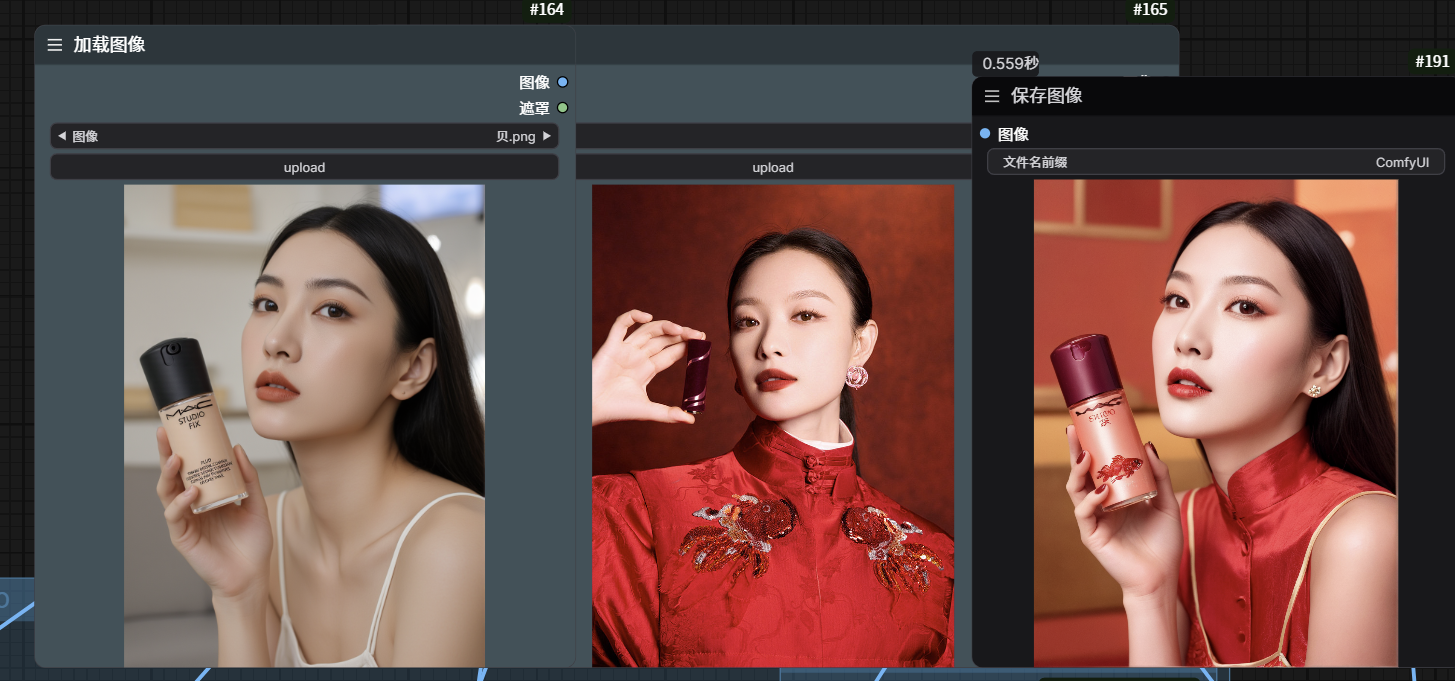 #164
#165
加载图像
0.559秒
#191
保存图像
图像
遮罩
图像
图像 贝.png
文件名前缀 ComfyUI
upload
upload
MAC
STUDIO
FIX
FLUID